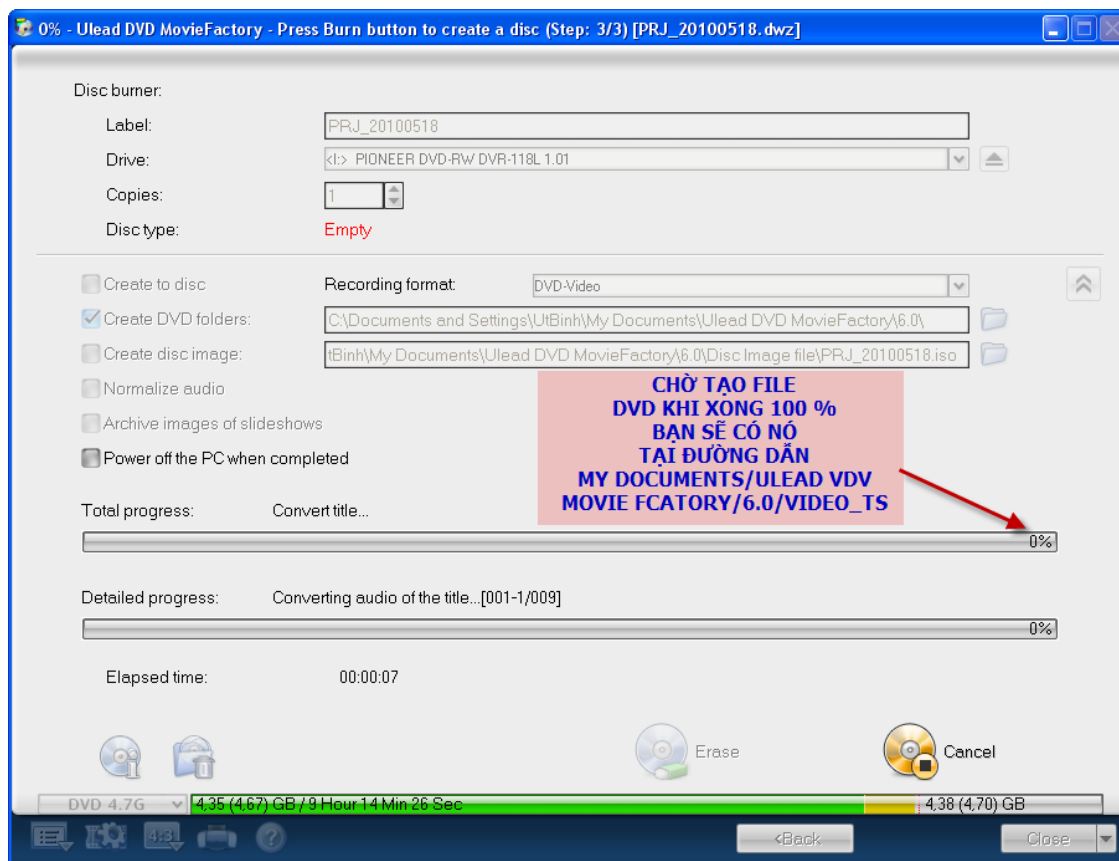 0% - Ulead DVD MovieFactory - Press Burn button to create a disc (Step: 3/3) [PRJ_20100518.dwz]
Disc burner:
Label: PRJ_20100518
Drive: <I:> PIONEER DVD-RW DVR-118L 1.01
Copies: 1
Disc type: Empty
Create to disc Recording format: DVD-Video
Create DVD folders: C:\Documents and Settings\UtBinh\My Documents\Ulead DVD MovieFactory\6.0\
Create disc image: tBinh\My Documents\Ulead DVD MovieFactory\6.0\Disc Image file\PRJ_20100518.iso
Normalize audio
Archive images of slideshows
Power off the PC when completed
CHỜ TẠO FILE
DVD KHI XONG 100 %
BẠN SẼ CÓ NÓ
TẠI ĐƯỜNG DẪN
MY DOCUMENTS/ULEAD VDV
MOVIE FCATORY/6.0/VIDEO_TS
Total progress: Convert title...
0%
Detailed progress: Converting audio of the title...[001-1/009]
0%
Elapsed time: 00:00:07
Erase Cancel
DVD 4.7G 4,35 (4,67) GB / 9 Hour 14 Min 26 Sec 4,38 (4,70) GB
4:3 <Back Close